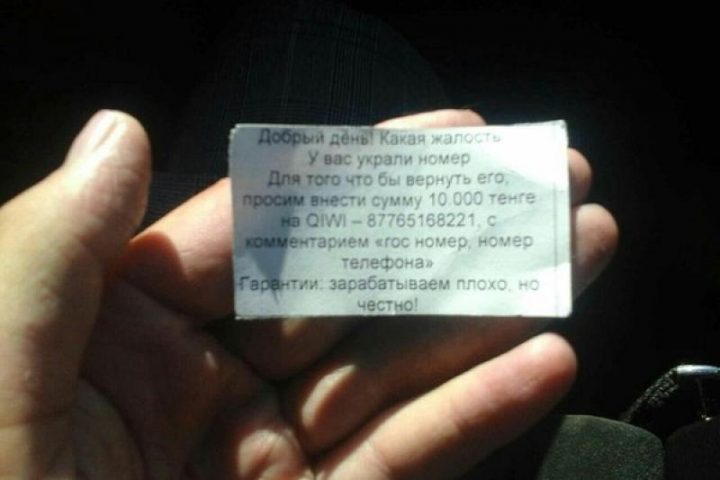 Добрый день! Какая жалость
У вас украли номер
Для того что бы вернуть его,
просим внести сумму 10.000 тенге
на QIWI – 87765168221, с
комментарием «гос номер, номер
телефона»
Гарантии: зарабатываем плохо, но
честно!